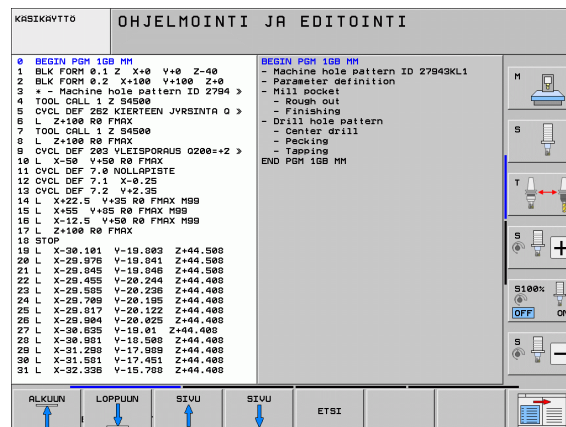 KÄSIKÄYTTÖ
OHJELMOINTI JA EDITOINTI
0 BEGIN PGM 1GB MM
1 BLK FORM 0.1 Z X+0 Y+0 Z-40
2 BLK FORM 0.2 X+100 Y+100 Z+0
3 * - Machine hole pattern ID 2794 »
4 TOOL CALL 1 Z S4500
5 CYCL DEF 262 KIERTEEN JYRSINTA Q »
6 L Z+100 R0 FMAX
7 TOOL CALL 1 Z S4500
8 L Z+100 R0 FMAX
9 CYCL DEF 203 YLEISPORAUS Q200=+2 »
10 L X-50 Y+50 R0 FMAX
11 CYCL DEF 7.0 NOLLAPISTE
12 CYCL DEF 7.1 X-0.25
13 CYCL DEF 7.2 Y+2.35
14 L X+22.5 Y+35 R0 FMAX M99
15 L X+55 Y+85 R0 FMAX M99
16 L X-12.5 Y+50 R0 FMAX M99
17 L Z+100 R0 FMAX
18 STOP
19 L X-30.101 Y-19.803 Z+44.508
20 L X-29.976 Y-19.841 Z+44.508
21 L X-29.845 Y-19.846 Z+44.508
22 L X-29.455 Y-20.244 Z+44.408
23 L X-29.585 Y-20.236 Z+44.408
24 L X-29.709 Y-20.195 Z+44.408
25 L X-29.817 Y-20.122 Z+44.408
26 L X-29.904 Y-20.025 Z+44.408
27 L X-30.635 Y-19.01 Z+44.408
28 L X-30.981 Y-18.508 Z+44.408
29 L X-31.298 Y-17.989 Z+44.408
30 L X-31.581 Y-17.451 Z+44.408
31 L X-32.336 Y-15.788 Z+44.408
BEGIN PGM 1GB MM
- Machine hole pattern ID 27943KL1
- Parameter definition
- Mill pocket
- Rough out
- Finishing
- Drill hole pattern
- Center drill
- Pecking
- Tapping
END PGM 1GB MM
M
S
T
S
+
S100%
OFF
S
-
ALKUUN
LOPPUUN
SIVU
SIVU
ETSI